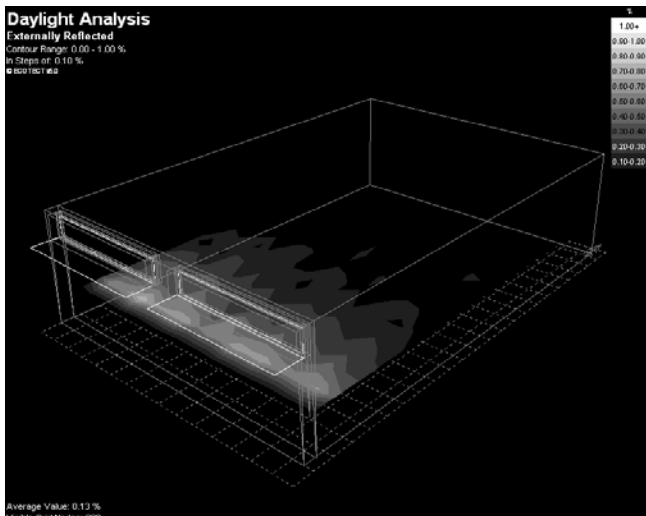 Daylight Analysis
Externally Reflected
Contour Range: 0.00 - 1.00 %
In Steps of: 0.10 %
© ECOTECT v5.0
%
1.00+
0.90-1.00
0.80-0.90
0.70-0.80
0.60-0.70
0.50-0.60
0.40-0.50
0.30-0.40
0.20-0.30
0.10-0.20
Average Value: 0.13 %